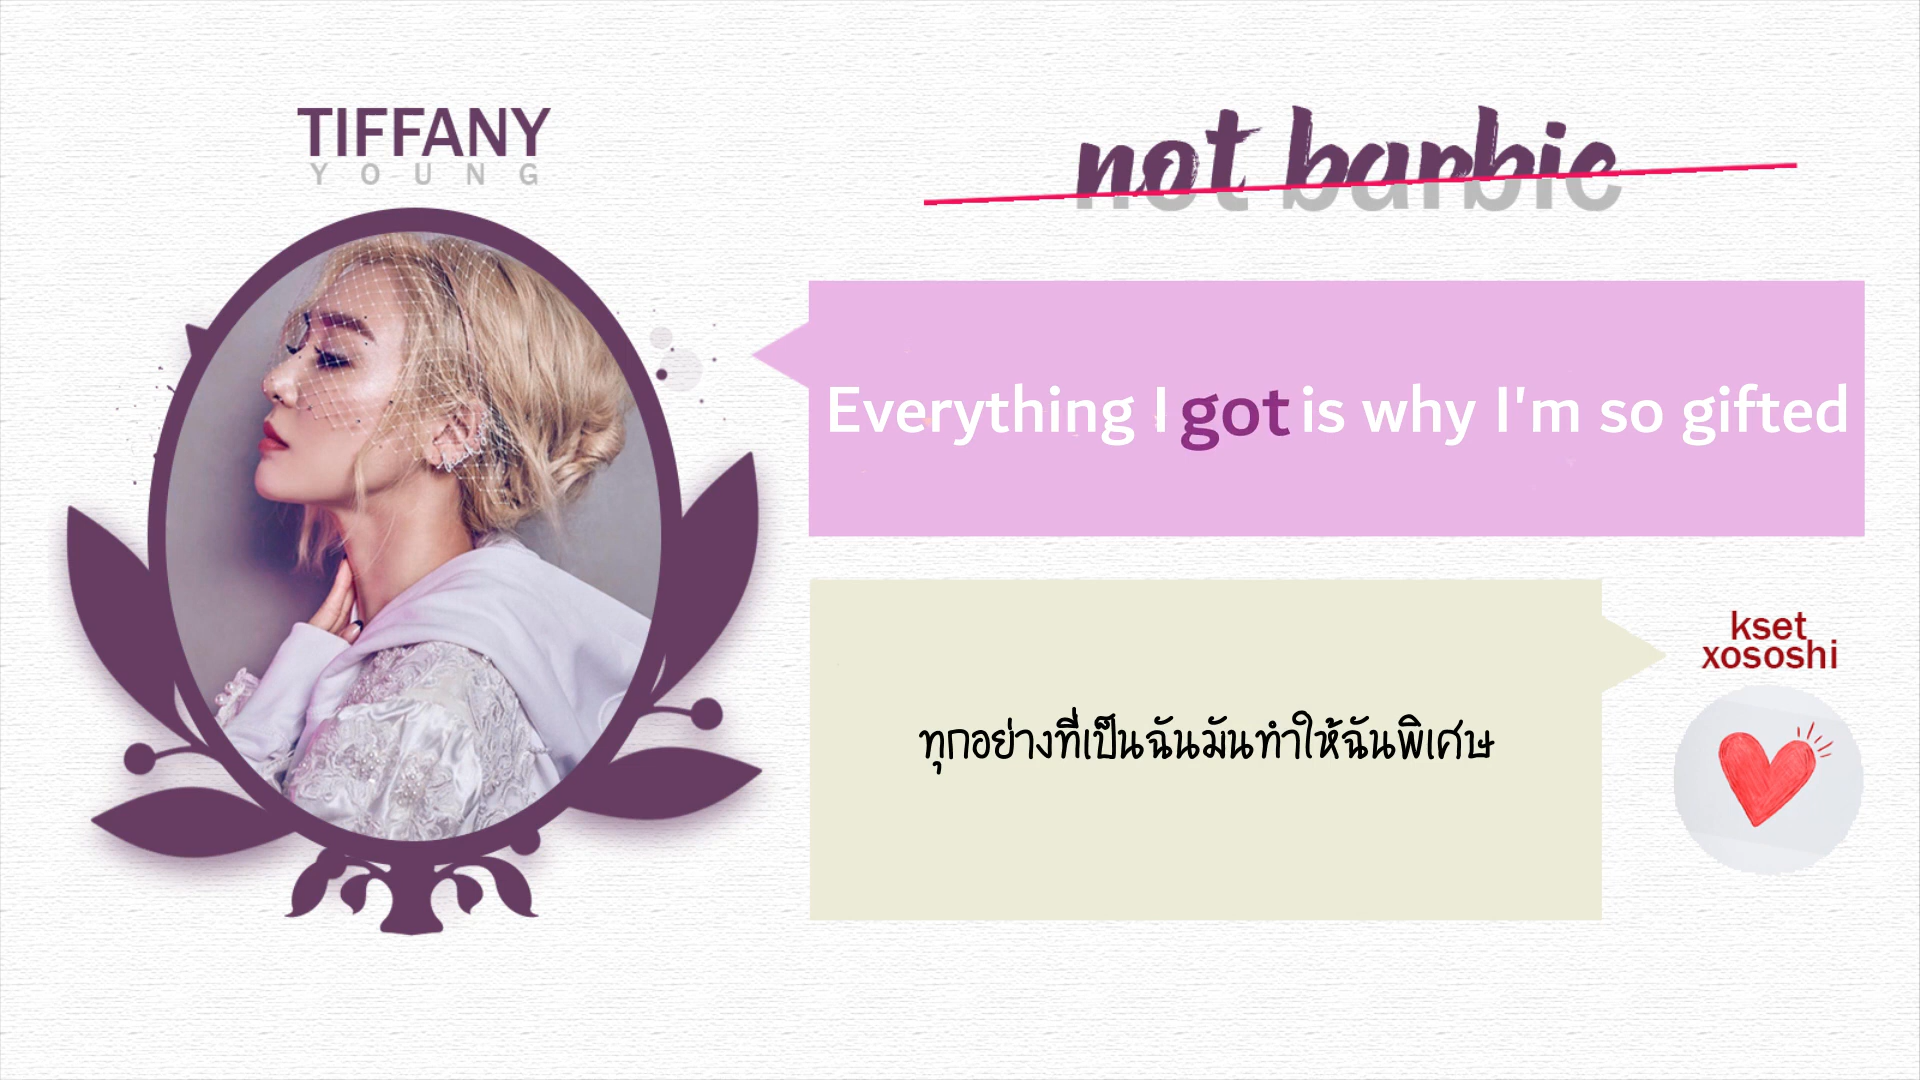 TIFFANY
YOUNG
not barbie
Everything I got is why I'm so gifted
ทุกอย่างที่เป็นฉันมันทำให้ฉันพิเศษ
kset
xososhi